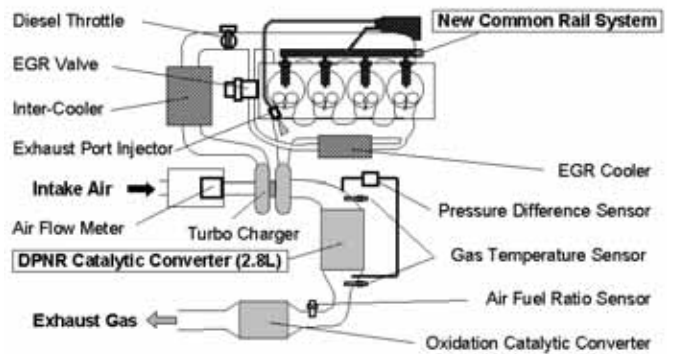 Diesel Throttle
New Common Rail System
EGR Valve
Inter-Cooler
Exhaust Port Injector
EGR Cooler
Intake Air
Pressure Difference Sensor
Air Flow Meter
Turbo Charger
Gas Temperature Sensor
DPNR Catalytic Converter (2.8L)
Air Fuel Ratio Sensor
Exhaust Gas
Oxidation Catalytic Converter